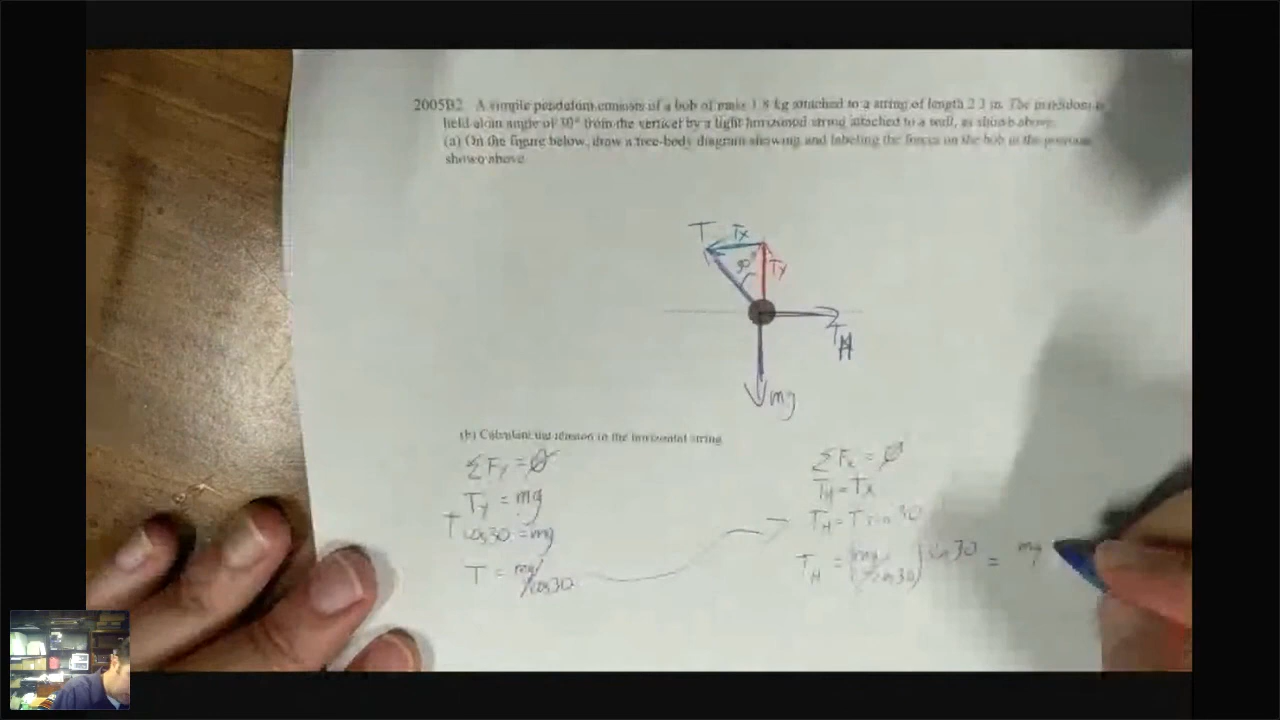 2005B2. A simple pendulum consists of a bob of mass 1.8 kg attached to a string of length 2.3 m. The pendulum is
held at an angle of 30° from the vertical by a light horizontal string attached to a wall, as shown above.
(a) On the figure below, draw a free-body diagram showing and labeling the forces on the bob in the position
shown above.
T Tx
30° Ty
TH
mg
(b) Calculate the tension in the horizontal string.
ΣFy = 0
Ty = mg
T cos30 = mg
T = mg/cos30
ΣFx = 0
TH = Tx
TH = T sin 30
TH = (mg/cos30) sin 30 = mg